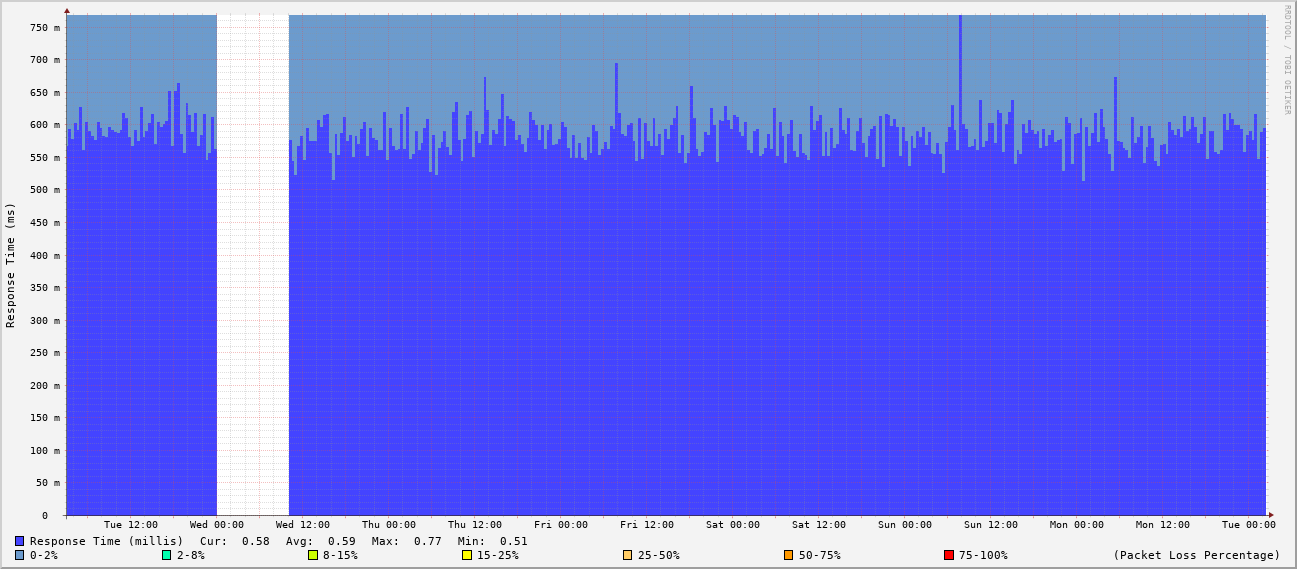 RRDTOOL / TOBI OETIKER
Response Time (ms)
750 m
700 m
650 m
600 m
550 m
500 m
450 m
400 m
350 m
300 m
250 m
200 m
150 m
100 m
50 m
0
Tue 12:00 Wed 00:00 Wed 12:00 Thu 00:00 Thu 12:00 Fri 00:00 Fri 12:00 Sat 00:00 Sat 12:00 Sun 00:00 Sun 12:00 Mon 00:00 Mon 12:00 Tue 00:00
Response Time (millis) Cur: 0.58 Avg: 0.59 Max: 0.77 Min: 0.51
0-2% 2-8% 8-15% 15-25% 25-50% 50-75% 75-100% (Packet Loss Percentage)